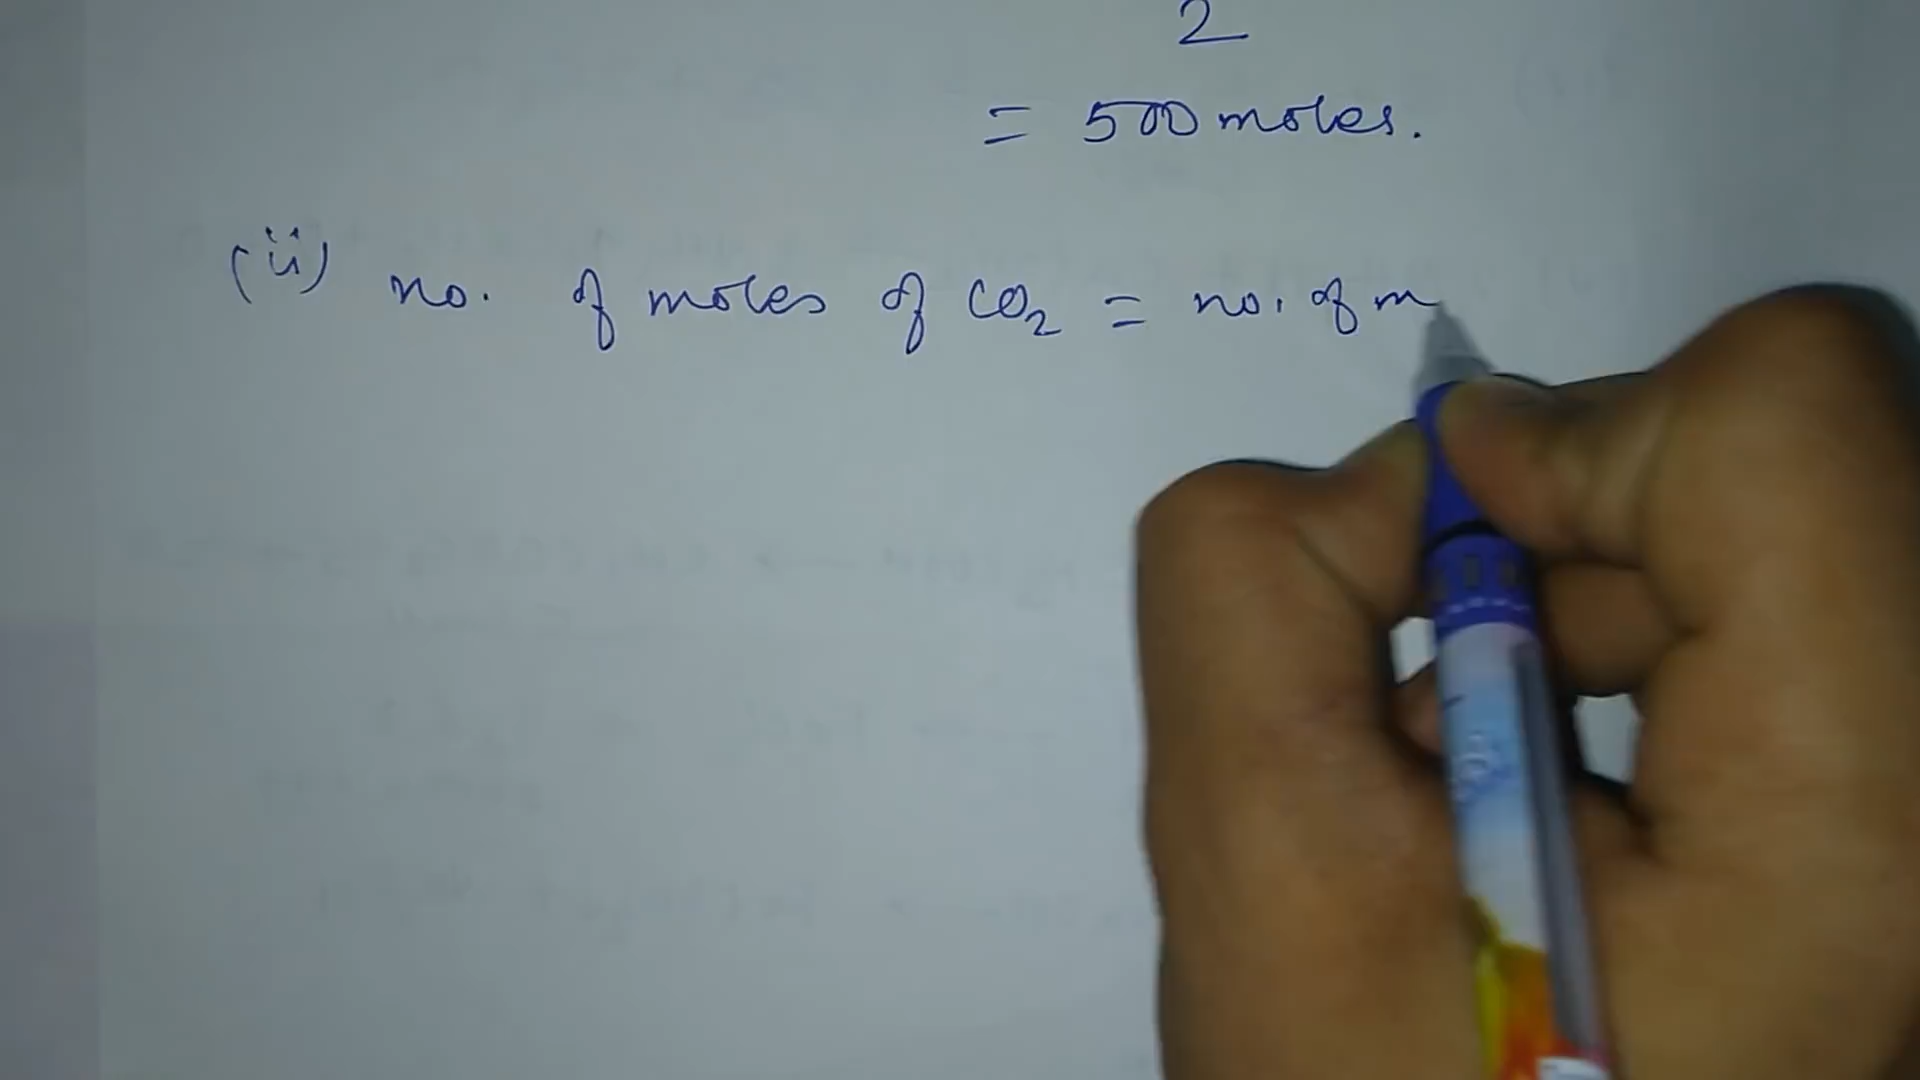 2
= 500 moles.
(ii) no. of moles of CO2 = no. of m